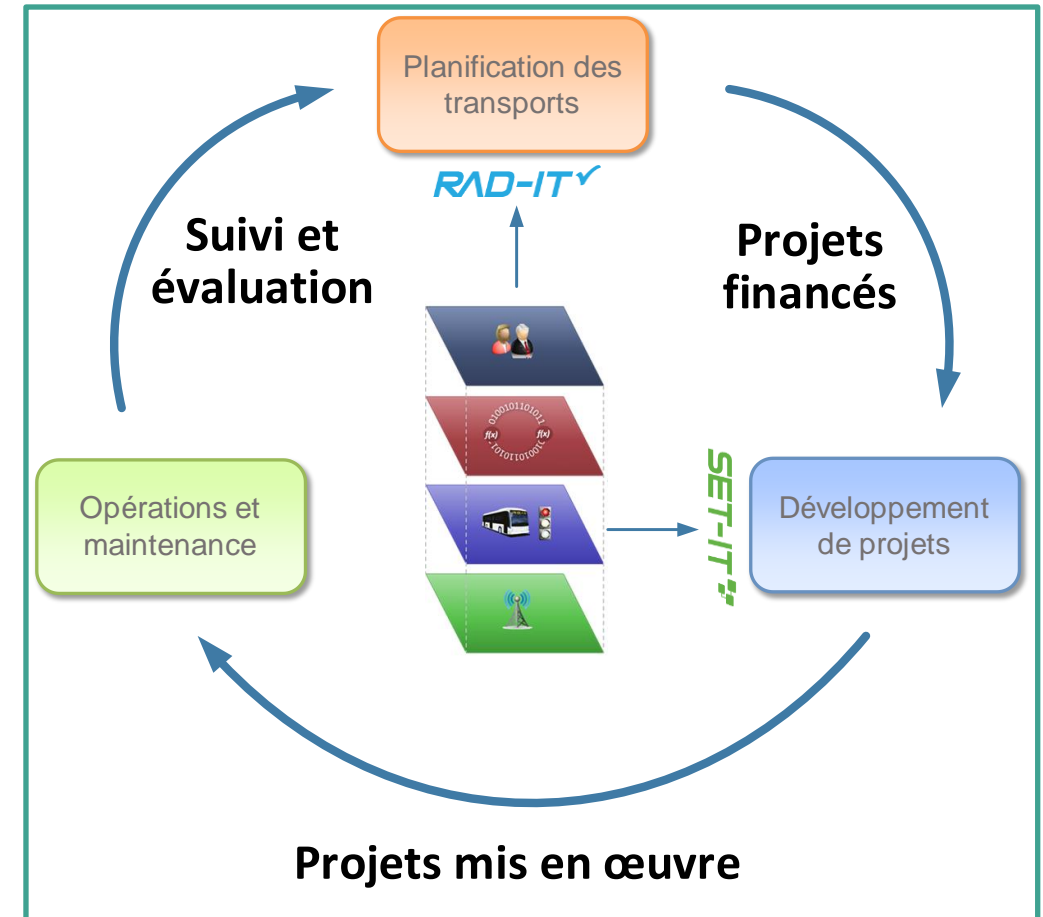 Planification des
transports
RAD-IT
Suivi et
évaluation
Projets
financés
0100101101011
f(x)
f(x)
SET-IT
Opérations et
maintenance
Développement
de projets
Projets mis en œuvre